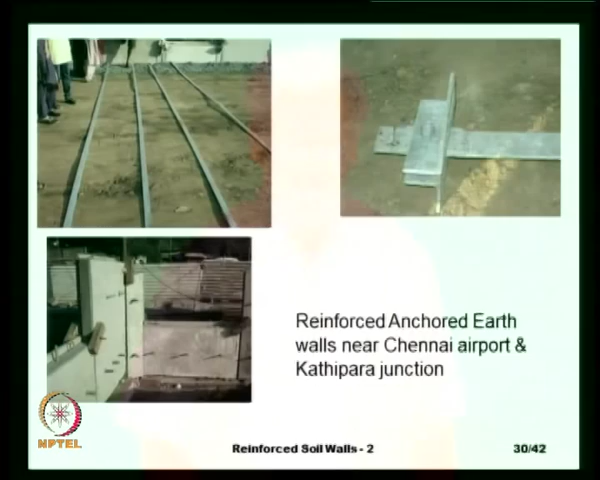 Reinforced Anchored Earth
walls near Chennai airport &
Kathipara junction
NPTEL
Reinforced Soil Walls - 2
30/42